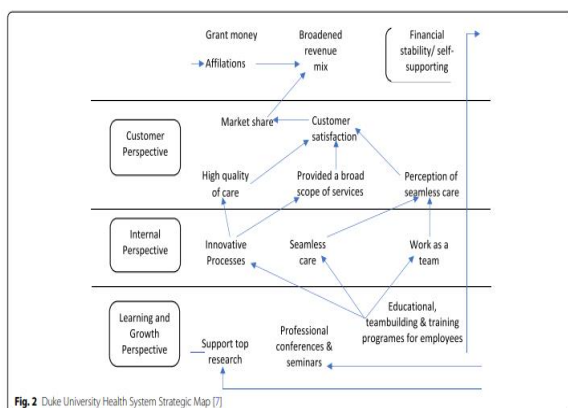 Grant money
Broadened
revenue
mix
Financial
stability/ self-
supporting
Affilations
Customer
Perspective
Market share
Customer
satisfaction
High quality
of care
Provided a broad
scope of services
Perception of
seamless care
Internal
Perspective
Innovative
Processes
Seamless
care
Work as a
team
Learning and
Growth
Perspective
Support top
research
Professional
conferences &
seminars
Educational,
teambuilding & training
programes for employees
Fig. 2 Duke University Health System Strategic Map [7]